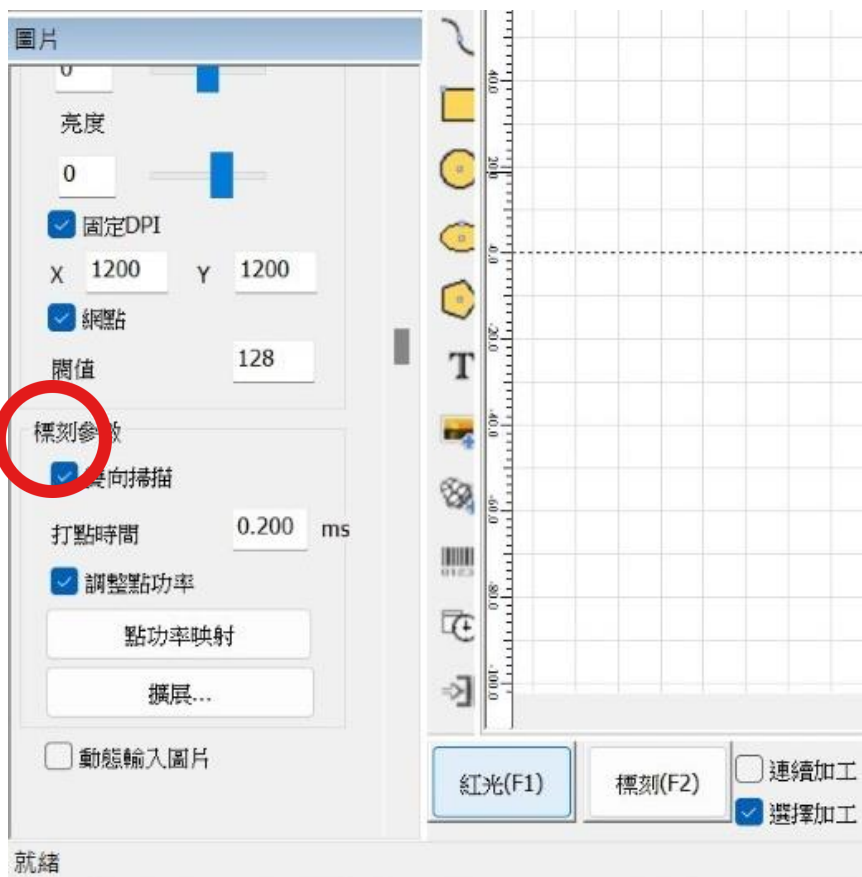 圖片
0
亮度
0
固定DPI
X 1200 Y 1200
網點
閥值 128
標刻參數
雙向掃描
打點時間 0.200 ms
調整點功率
點功率映射
擴展...
動態輸入圖片
T
0123
40.0
20.0
0.0
-20.0
-40.0
-60.0
-80.0
-100.0
紅光(F1)
標刻(F2)
連續加工
選擇加工
就緒